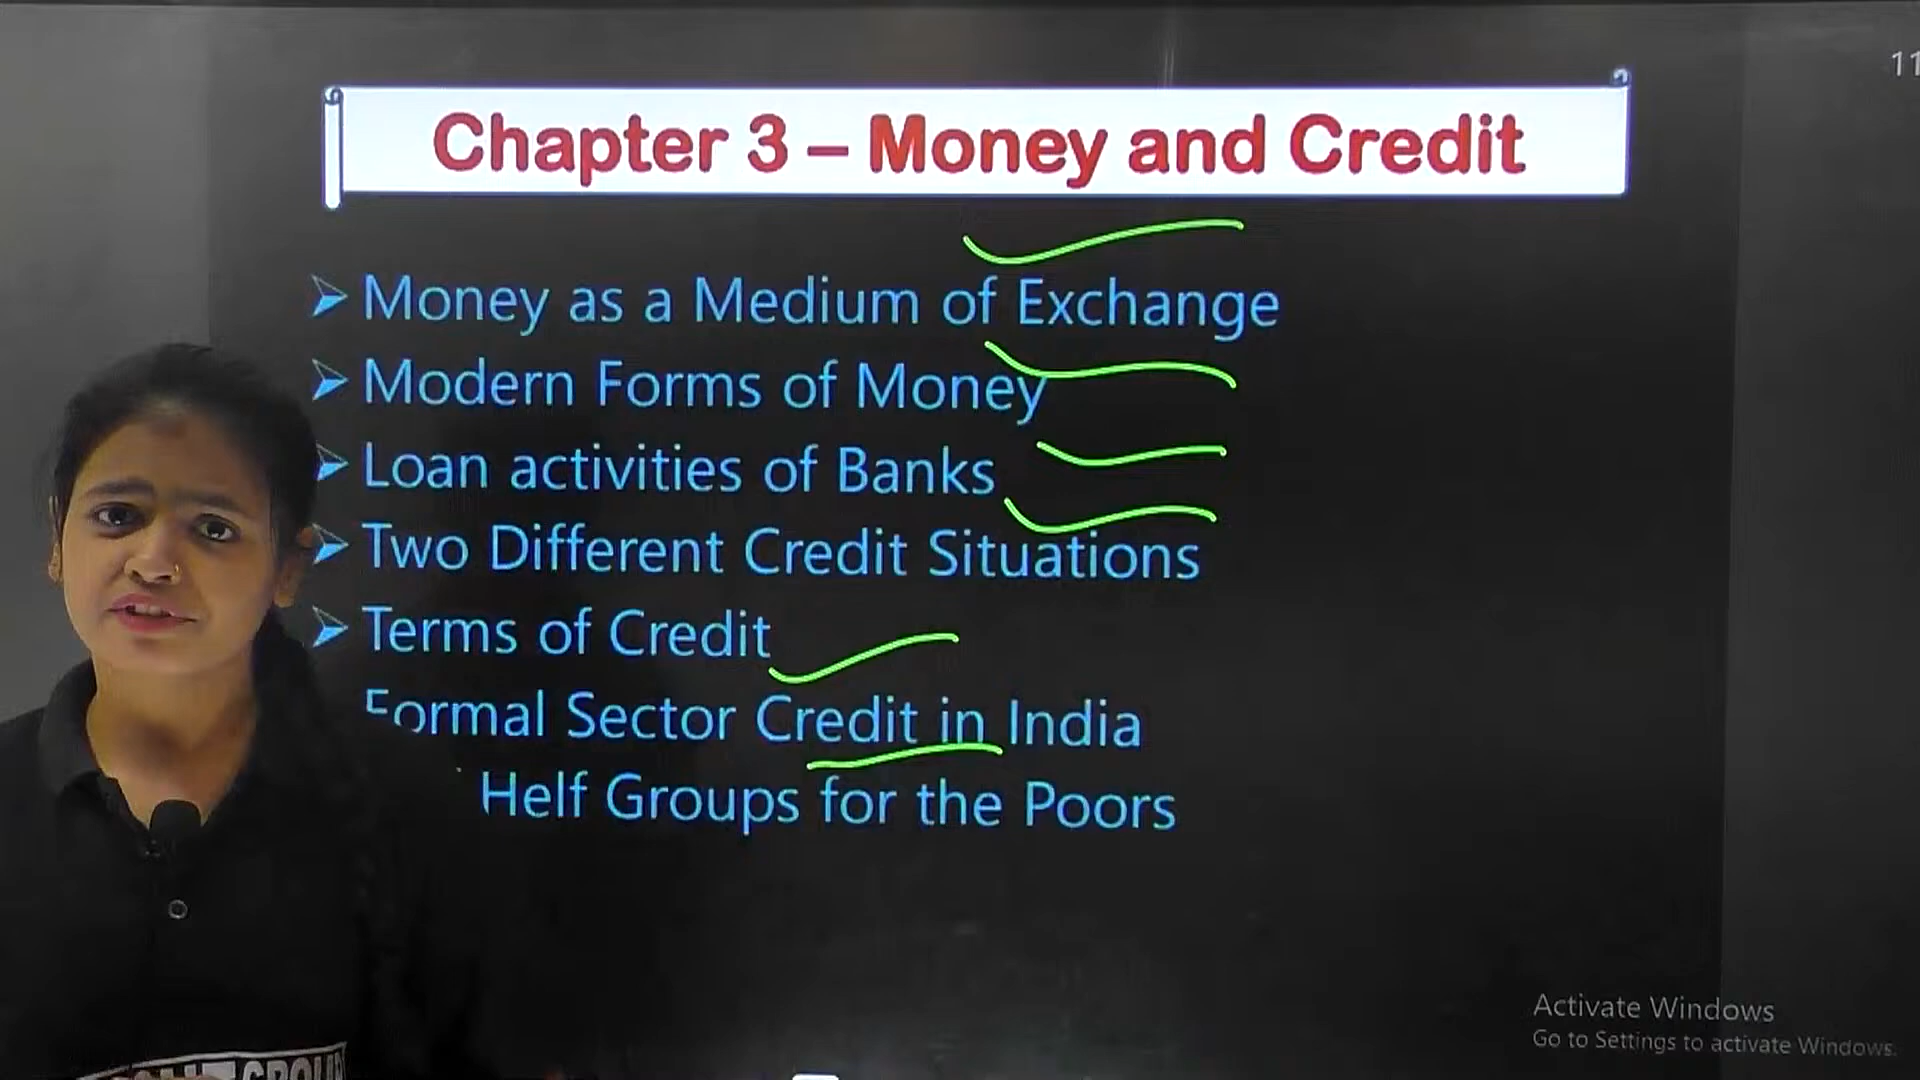 11
Chapter 3 – Money and Credit
Money as a Medium of Exchange
Modern Forms of Money
Loan activities of Banks
Two Different Credit Situations
Terms of Credit
Formal Sector Credit in India
Helf Groups for the Poors
Activate Windows
Go to Settings to activate Windows.